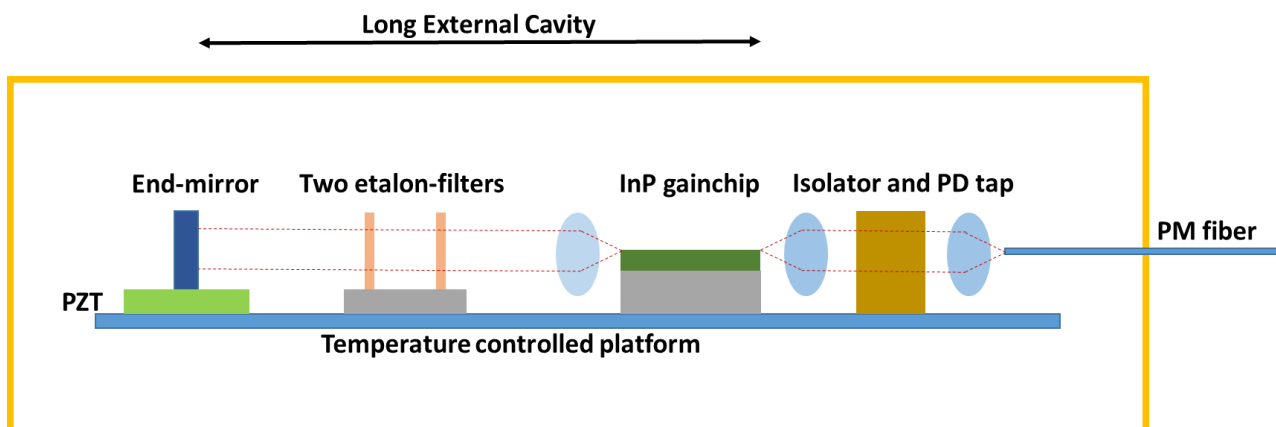 Long External Cavity
End-mirror
Two etalon-filters
InP gainchip
Isolator and PD tap
PM fiber
PZT
Temperature controlled platform